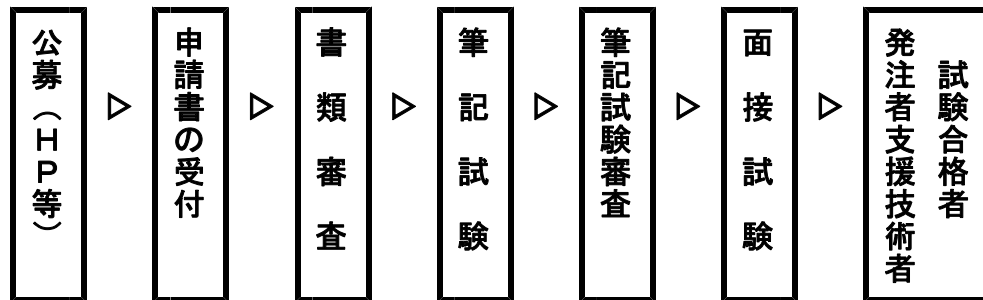 公募（ＨＰ等）
▷
申請書の受付
▷
書類審査
▷
筆記試験
▷
筆記試験審査
▷
面接試験
▷
発注者支援技術者
試験合格者